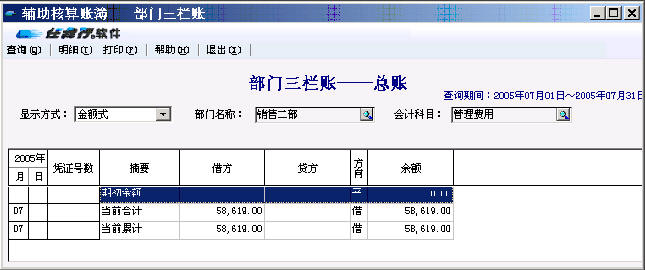 辅助核算账簿 部门三栏账
任我行软件
查询(Q) 明细(T) 打印(P) 帮助(H) 退出(X)
部门三栏账——总账
查询期间：2005年07月01日～2005年07月31日
显示方式： 金额式 部门名称： 销售二部 会计科目： 管理费用
2005年 凭证号数 摘要 借方 贷方 方向 余额
月 日
期初余额 平
07 当前合计 58,619.00 借 58,619.00
07 当前累计 58,619.00 借 58,619.00